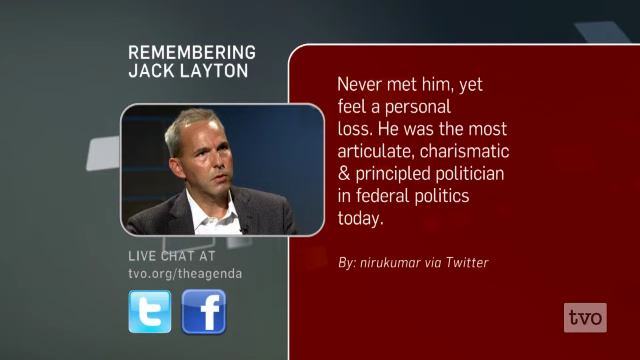 REMEMBERING
JACK LAYTON
Never met him, yet
feel a personal
loss. He was the most
articulate, charismatic
& principled politician
in federal politics
today.
By: nirukumar via Twitter
LIVE CHAT AT
tvo.org/theagenda
t
f
tvo